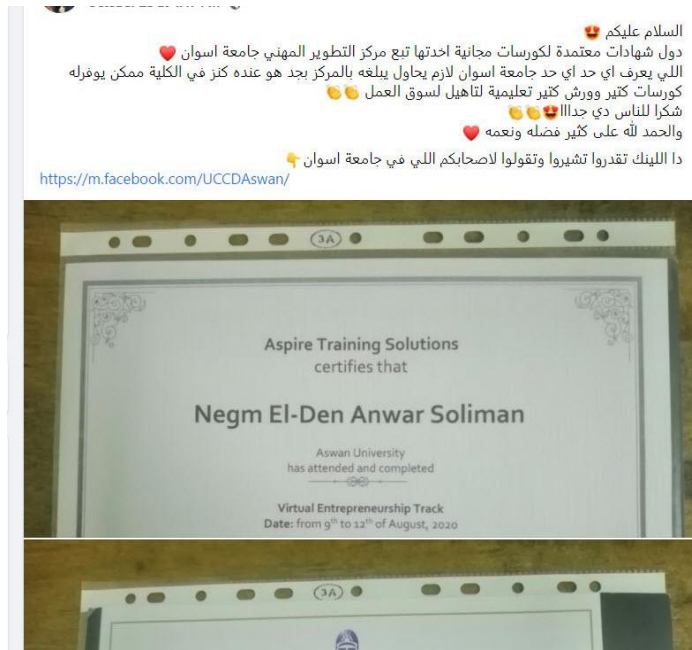 السلام عليكم 😍
دول شهادات معتمدة لكورسات مجانية اخدتها تبع مركز التطوير المهني جامعة اسوان ❤️
اللي يعرف اي حد اي حد جامعة اسوان لازم يحاول يبلغه بالمركز بجد هو عنده كنز في الكلية ممكن يوفرله
كورسات كتير وورش كتير تعليمية لتاهيل لسوق العمل 👏👏
شكرا للناس دي جدااا😍👏👏
والحمد لله على كثير فضله ونعمه ❤️
دا اللينك تقدروا تشيروا وتقولوا لاصحابكم اللي في جامعة اسوان 👇
https://m.facebook.com/UCCDAswan/
3A
Aspire Training Solutions
certifies that
Negm El-Den Anwar Soliman
Aswan University
has attended and completed
Virtual Entrepreneurship Track
Date: from 9th to 12th of August, 2020
3A